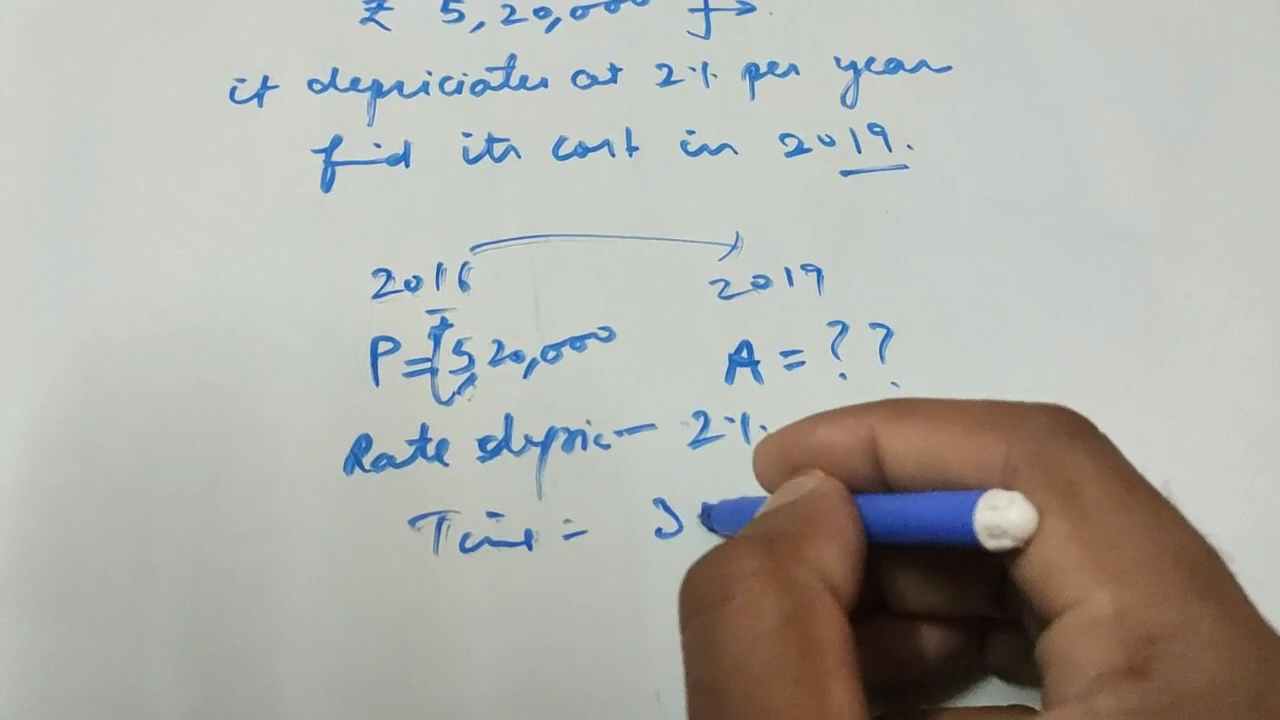 ₹ 5,20,000
it depriciates at 2% per year
find its cost in 2019.
2016 2019
P=₹5,20,000 A = ??
Rate depric- 2%
Time = 3